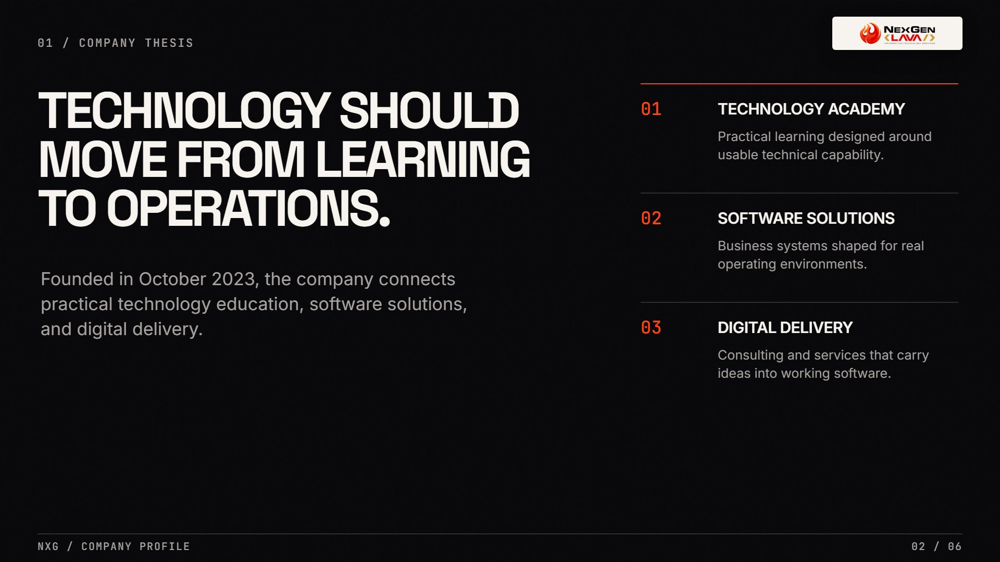 01 / COMPANY THESIS
NEXGEN
<LAVA/>
INFORMATION TECHNOLOGY SERVICES
TECHNOLOGY SHOULD
MOVE FROM LEARNING
TO OPERATIONS.
Founded in October 2023, the company connects
practical technology education, software solutions,
and digital delivery.
01
TECHNOLOGY ACADEMY
Practical learning designed around
usable technical capability.
02
SOFTWARE SOLUTIONS
Business systems shaped for real
operating environments.
03
DIGITAL DELIVERY
Consulting and services that carry
ideas into working software.
NXG / COMPANY PROFILE
02 / 06